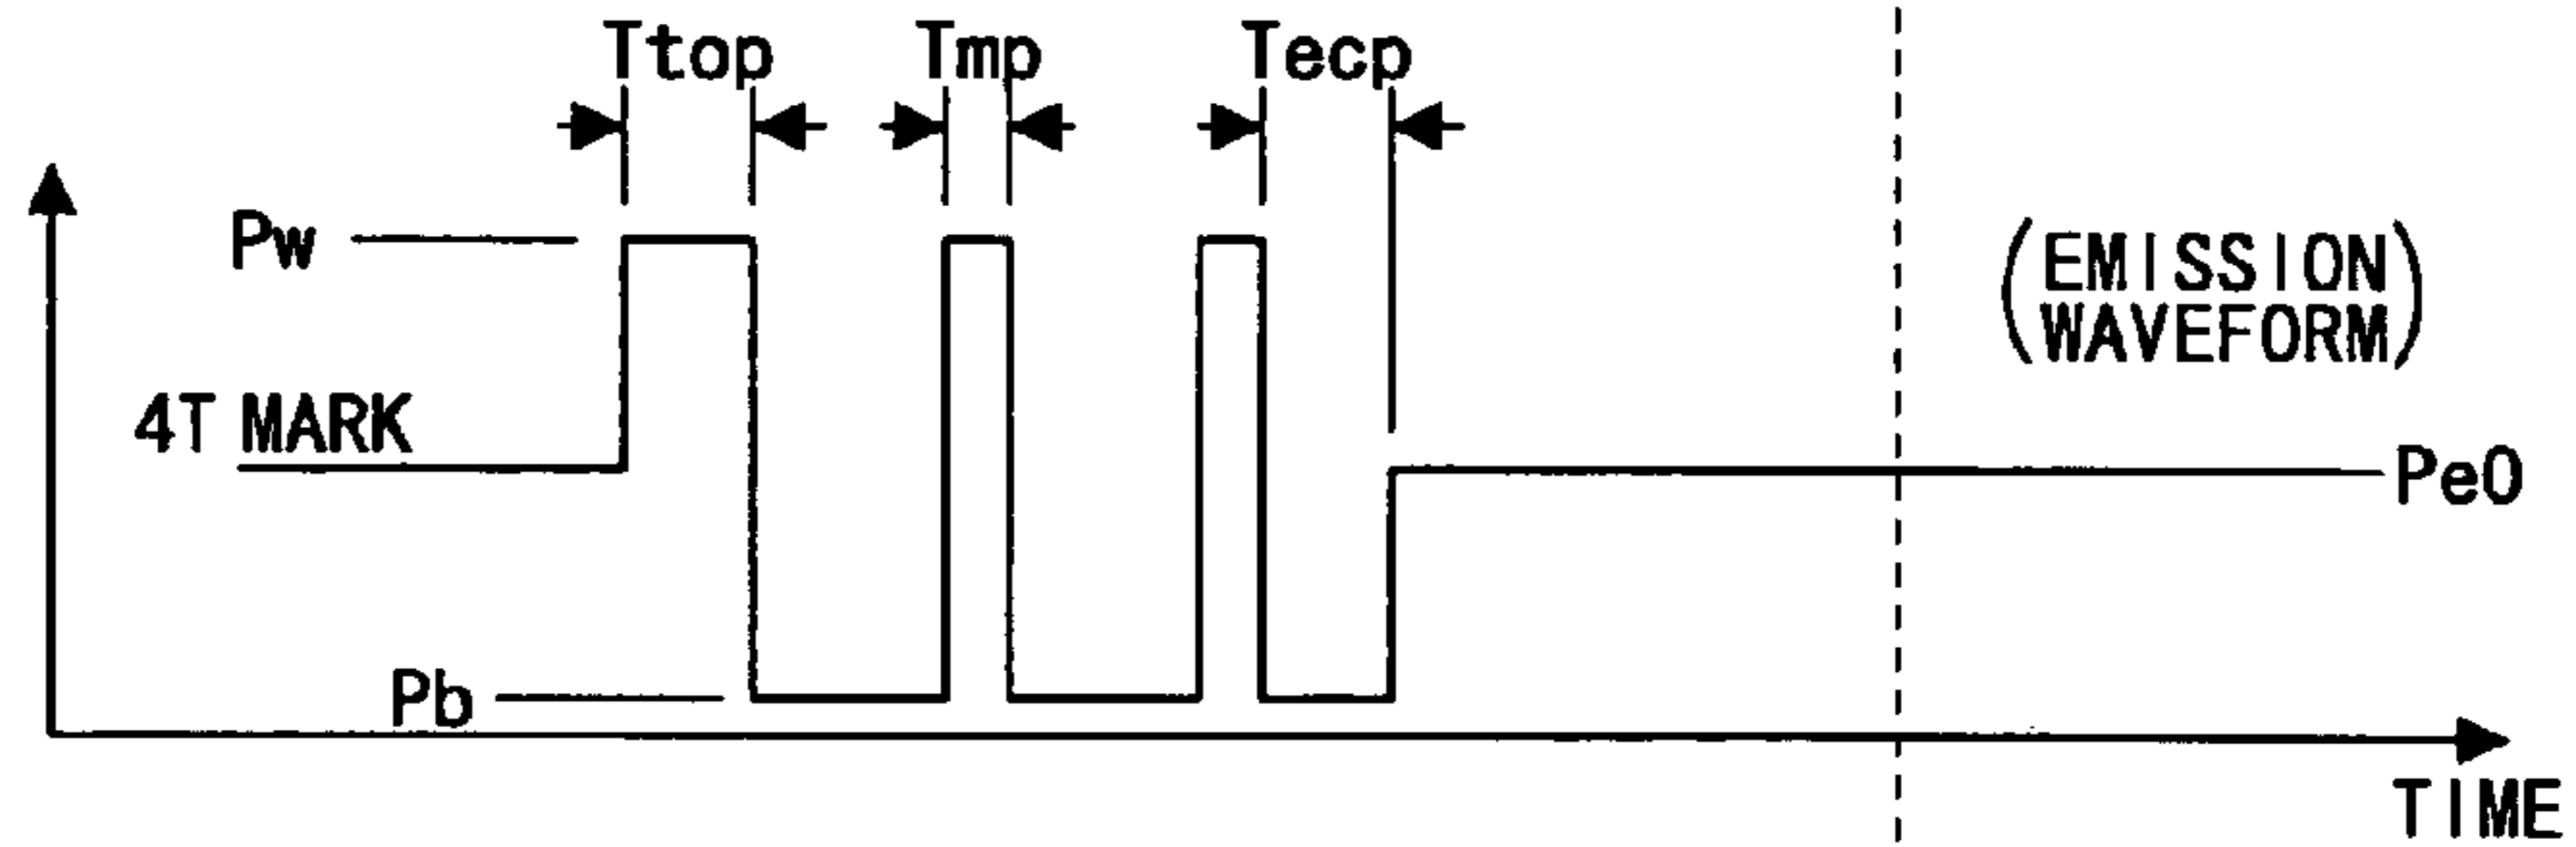 Ttop Tmp Tecp
Pw
(EMISSION
WAVEFORM)
4T MARK
Pe0
Pb
TIME